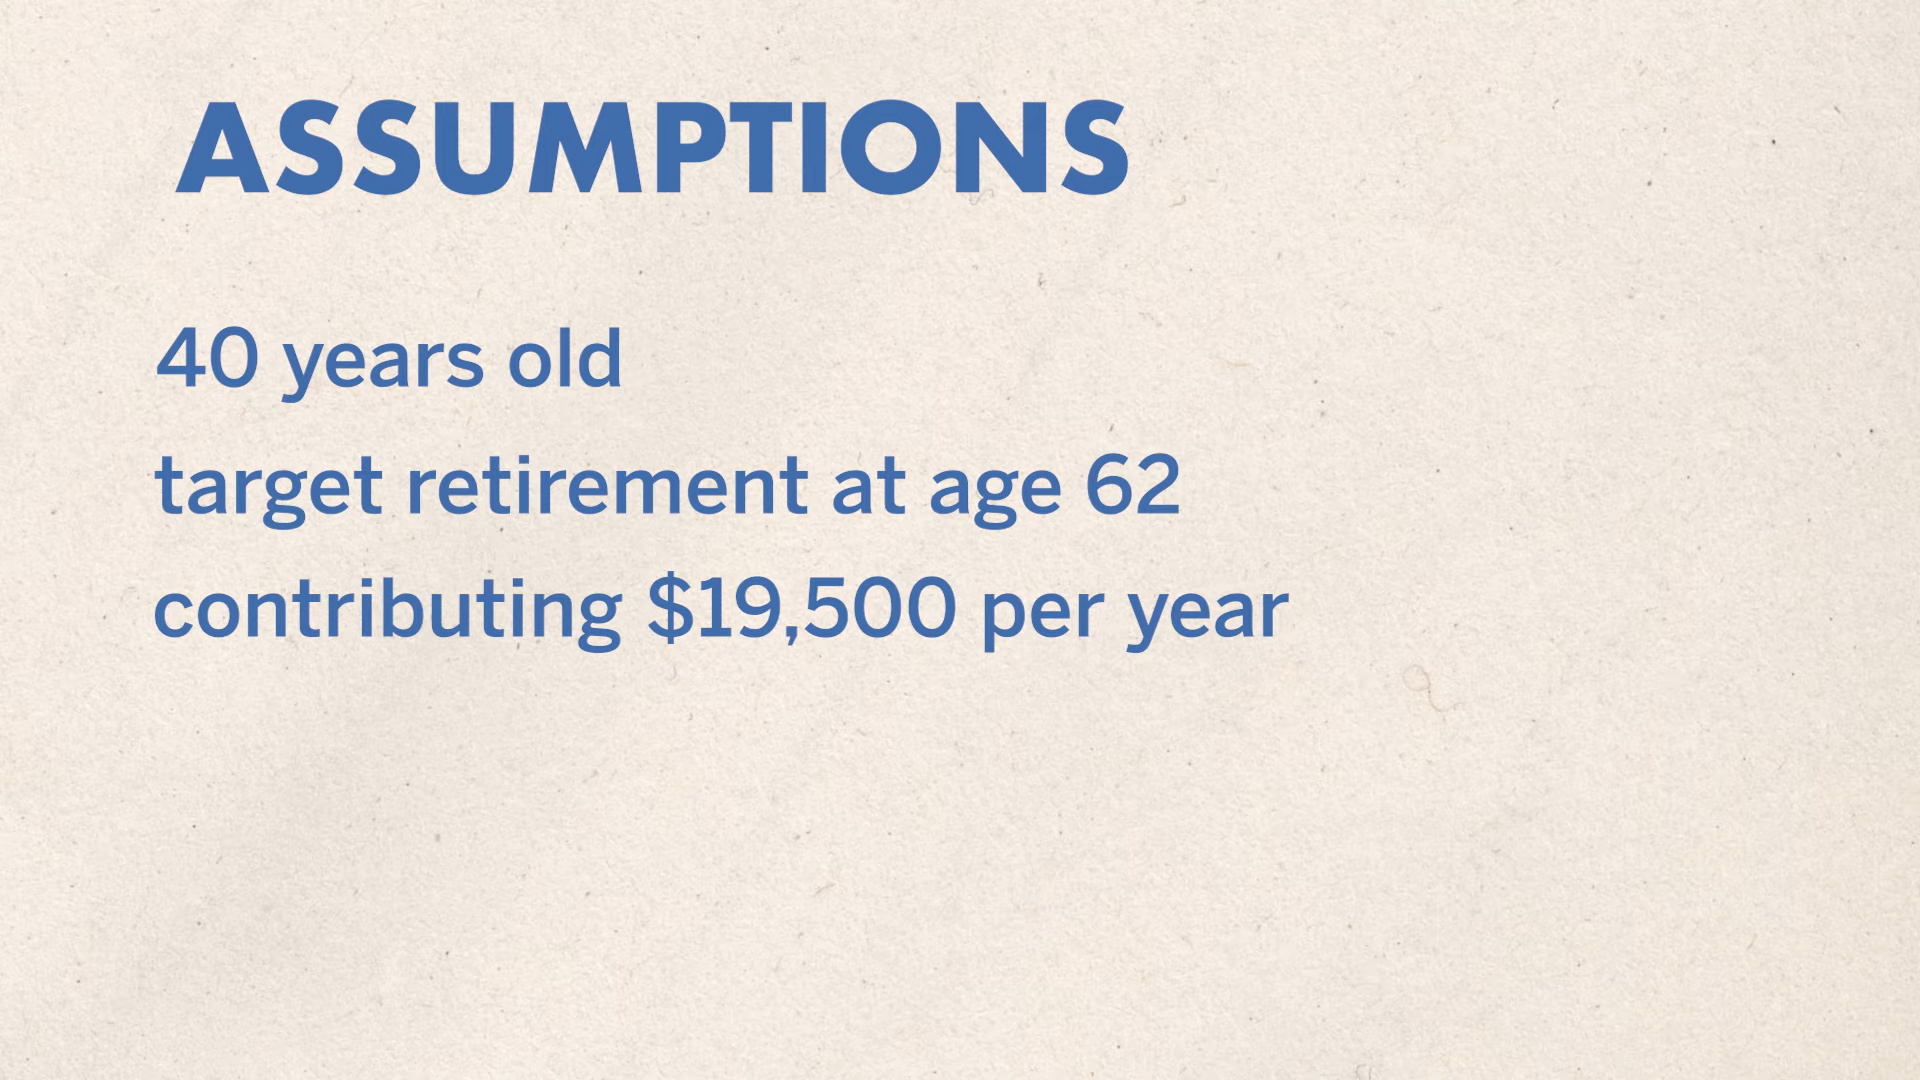 ASSUMPTIONS
40 years old
target retirement at age 62
contributing $19,500 per year